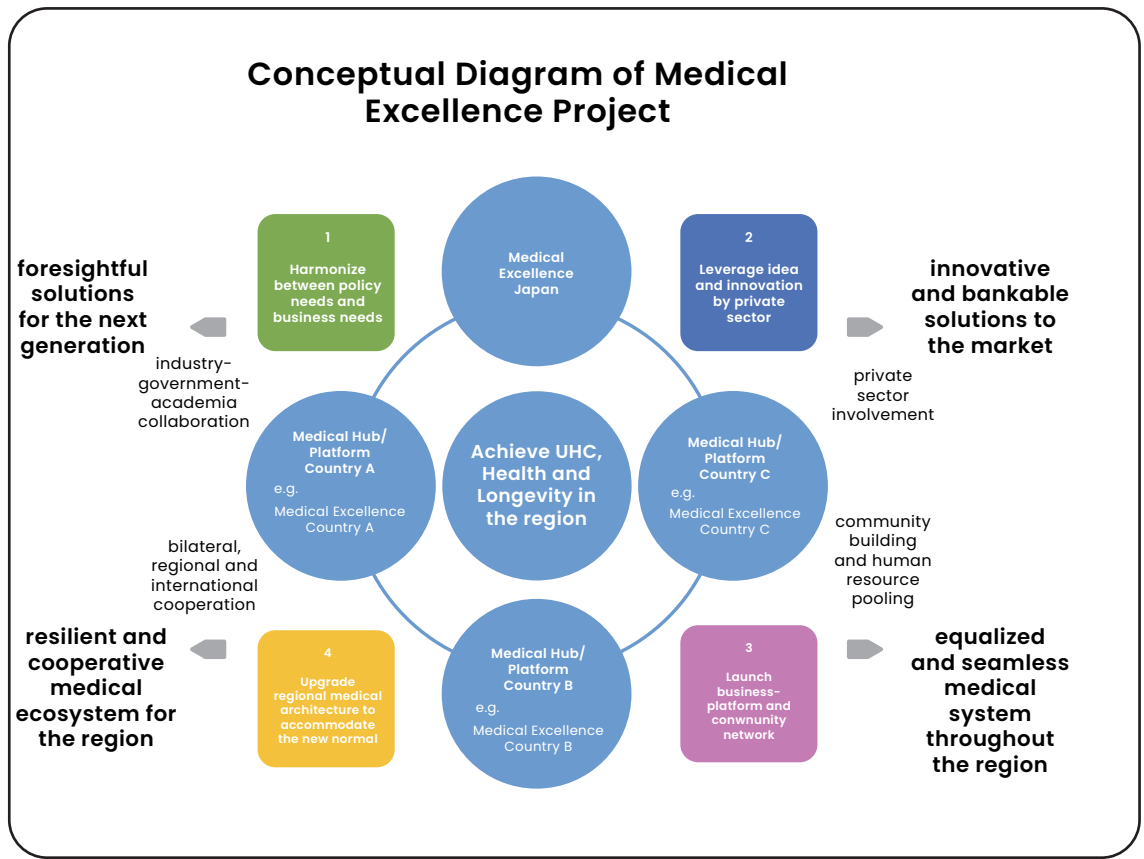 Conceptual Diagram of Medical
Excellence Project
1
Harmonize
between policy
needs and
business needs
Medical
Excellence
Japan
2
Leverage idea
and innovation
by private
sector
foresightful
solutions
for the next
generation
innovative
and bankable
solutions to
the market
industry-
government-
academia
collaboration
private
sector
involvement
Medical Hub/
Platform
Country A
e.g.
Medical Excellence
Country A
Achieve UHC,
Health and
Longevity in
the region
Medical Hub/
Platform
Country C
e.g.
Medical Excellence
Country C
bilateral,
regional and
international
cooperation
community
building
and human
resource
pooling
resilient and
cooperative
medical
ecosystem for
the region
4
Upgrade
regional medical
architecture to
accommodate
the new normal
Medical Hub/
Platform
Country B
e.g.
Medical Excellence
Country B
3
Launch
business-
platform and
conwnunity
network
equalized
and seamless
medical
system
throughout
the region